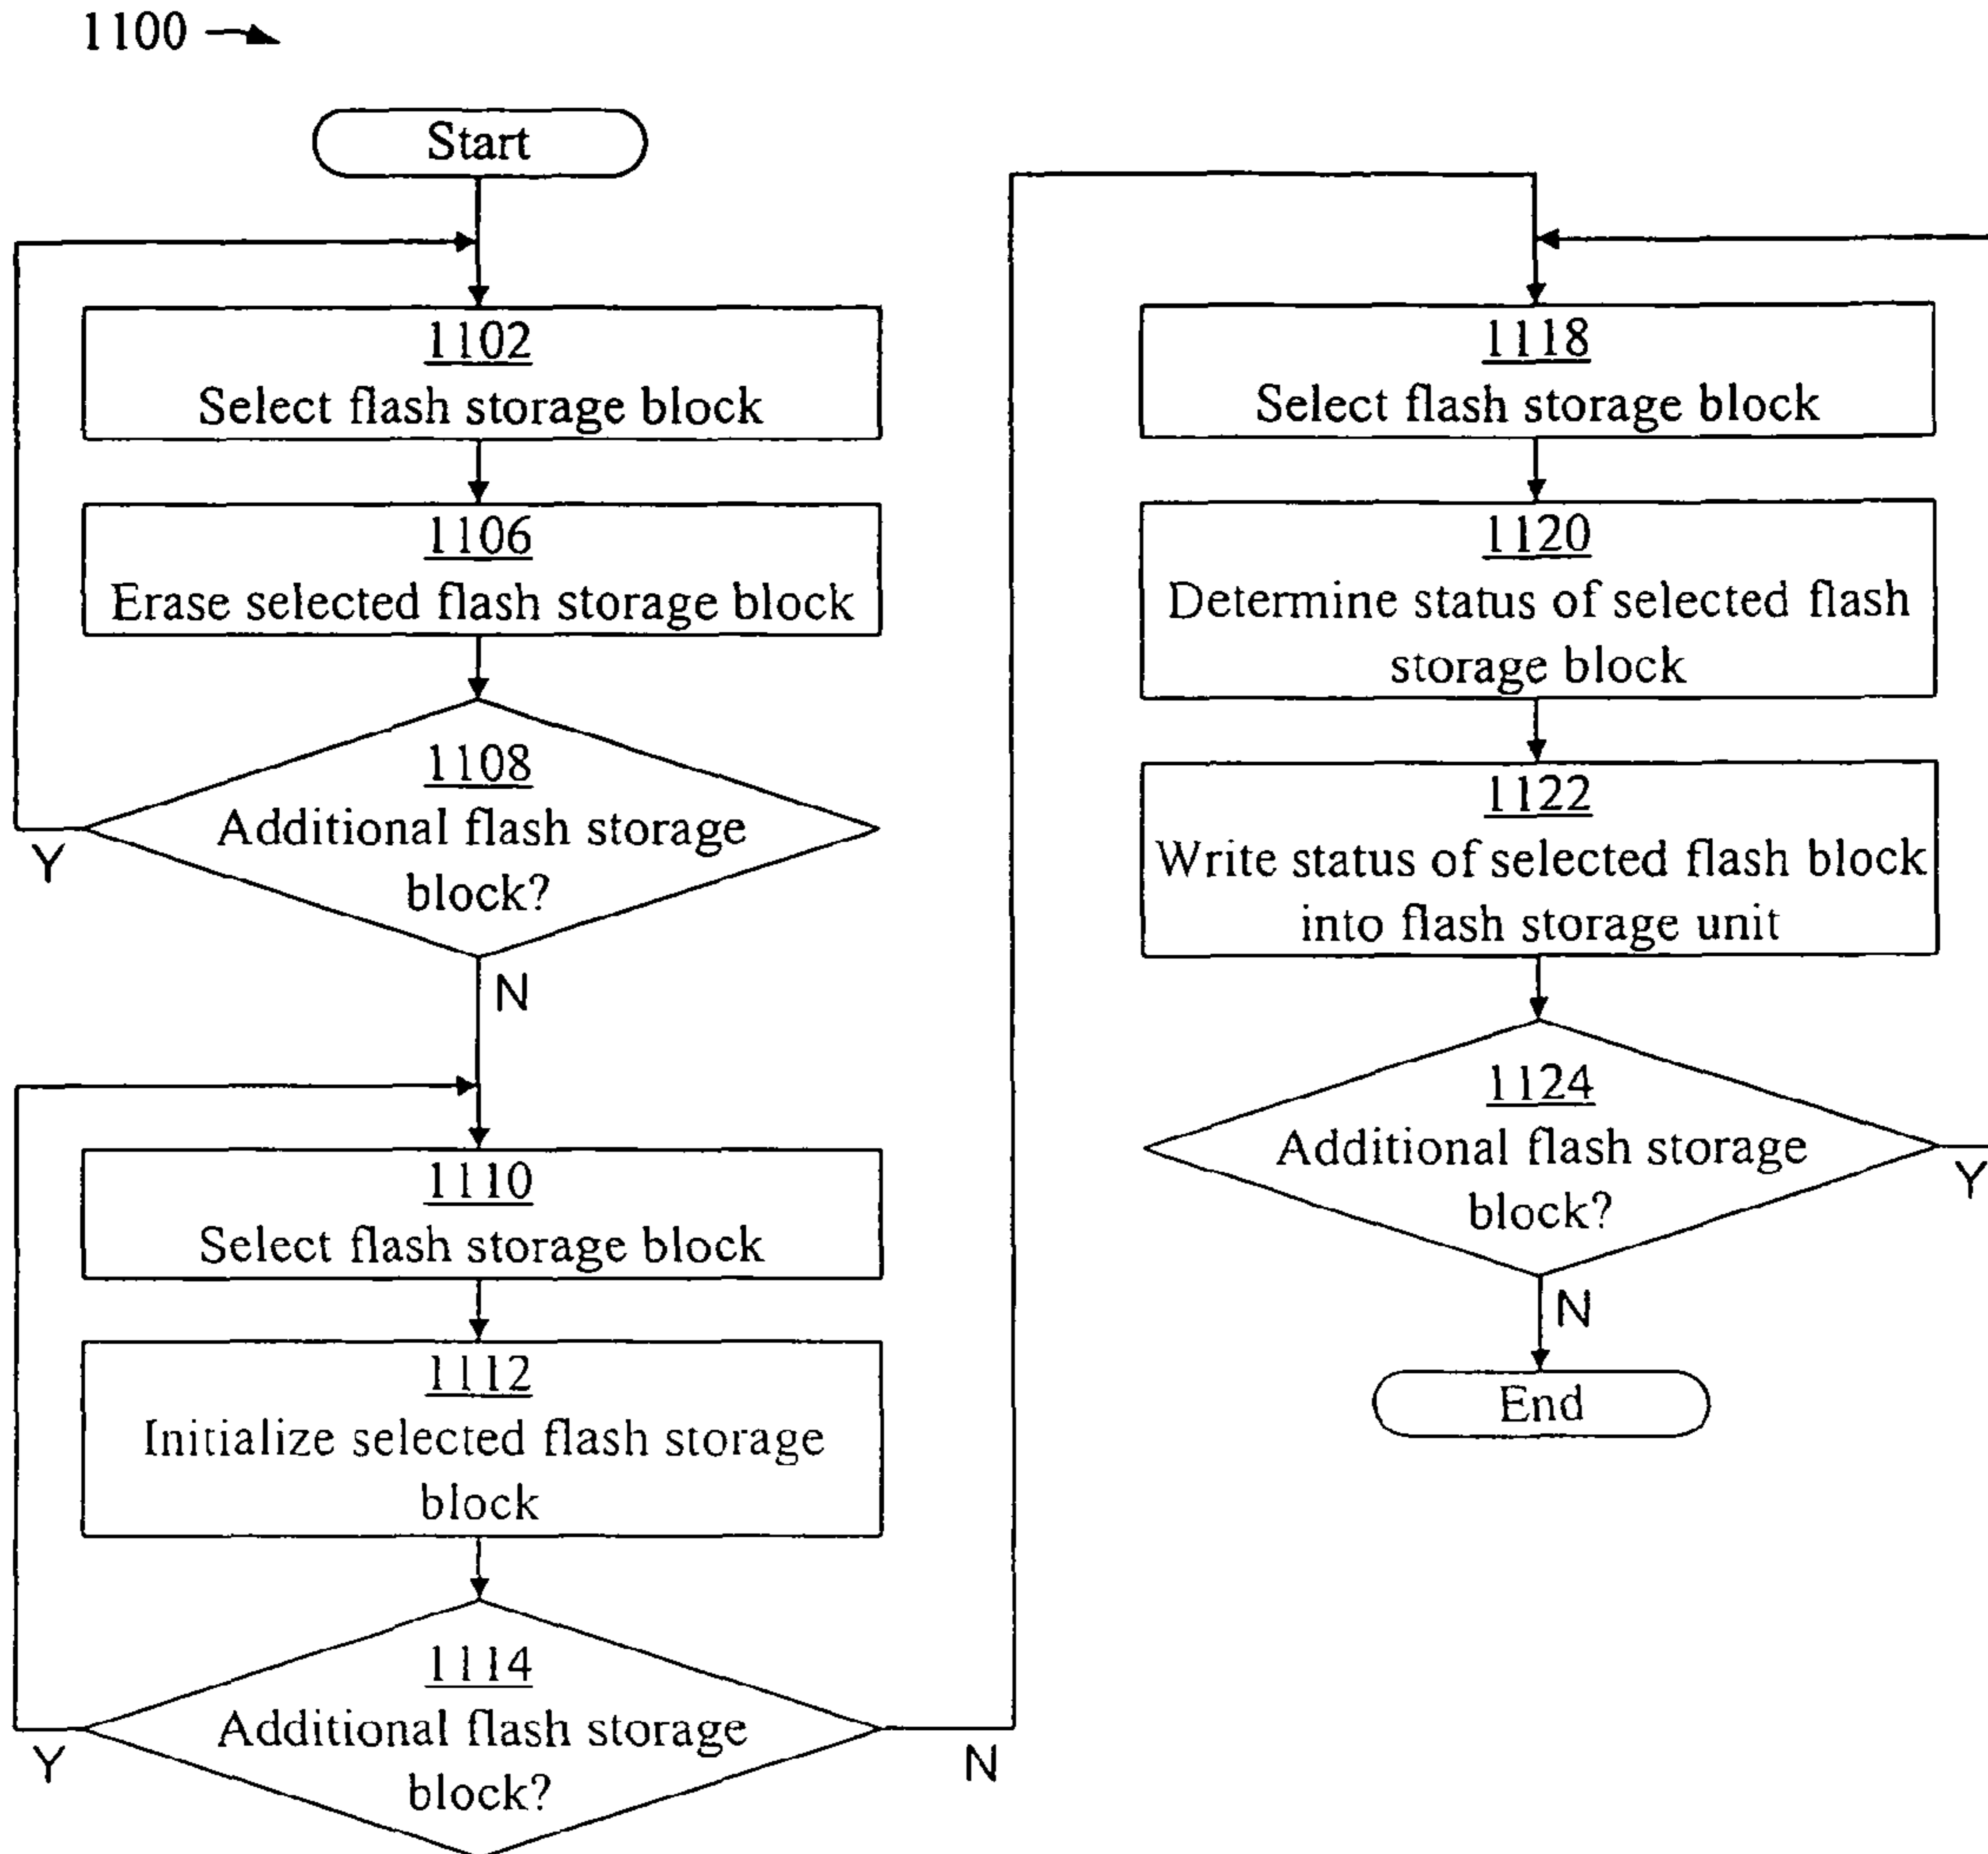 1100
Start
1102
Select flash storage block
1106
Erase selected flash storage block
1108
Additional flash storage
block?
Y
N
1110
Select flash storage block
1112
Initialize selected flash storage
block
1114
Additional flash storage
block?
Y
N
1118
Select flash storage block
1120
Determine status of selected flash
storage block
1122
Write status of selected flash block
into flash storage unit
1124
Additional flash storage
block?
Y
N
End